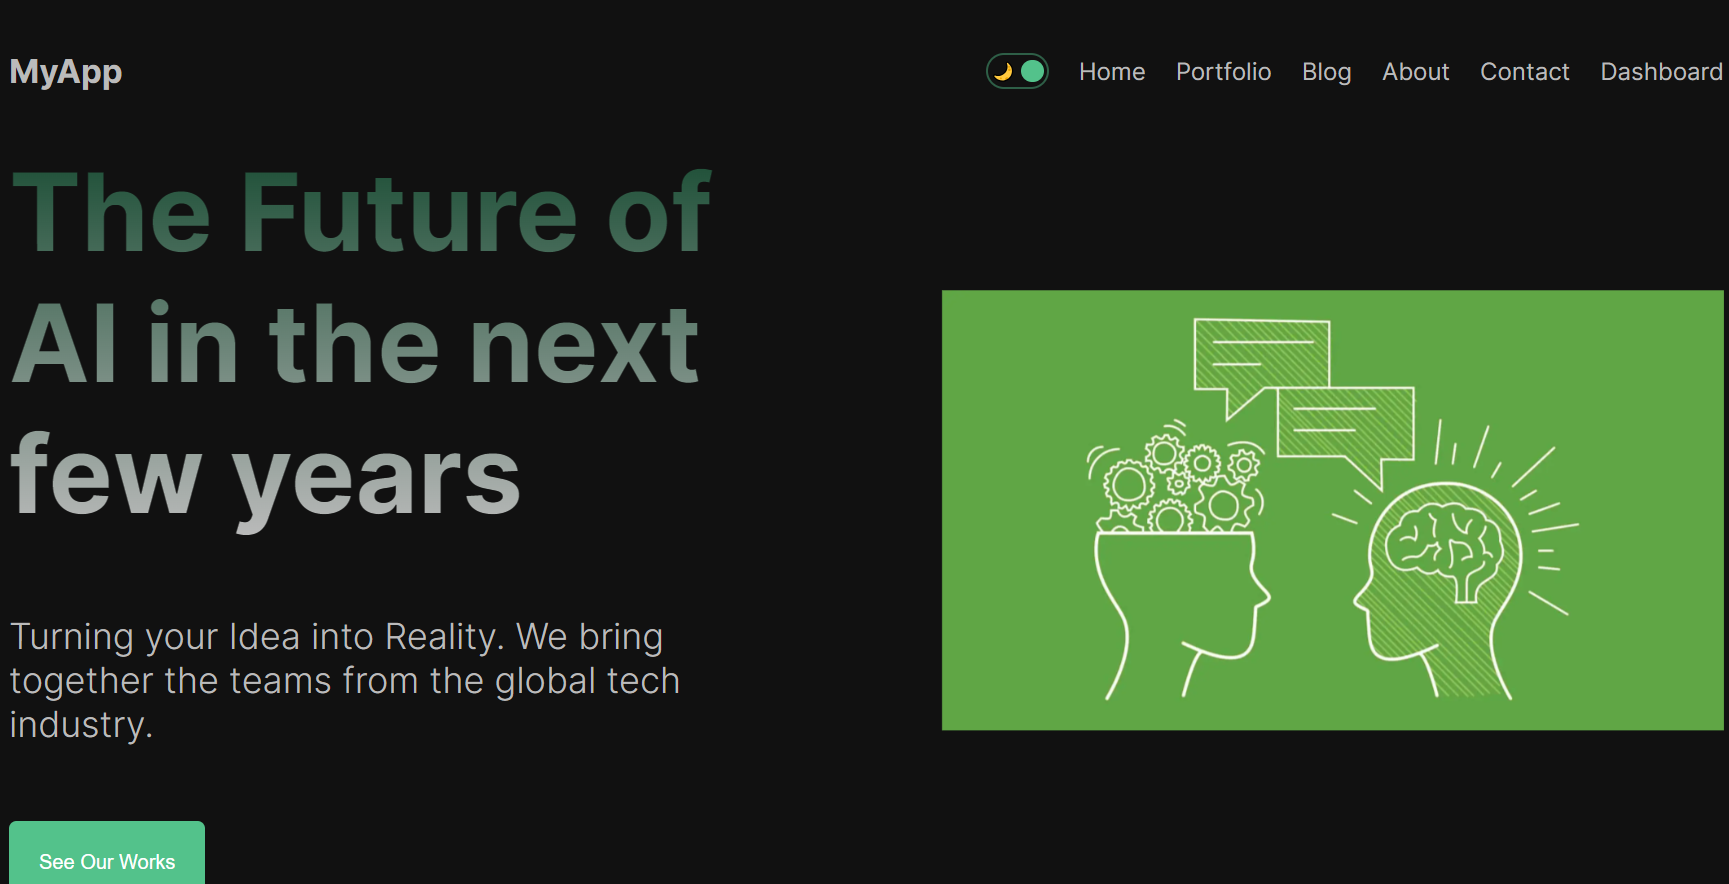 MyApp
Home Portfolio Blog About Contact Dashboard
The Future of
AI in the next
few years
Turning your Idea into Reality. We bring
together the teams from the global tech
industry.
See Our Works